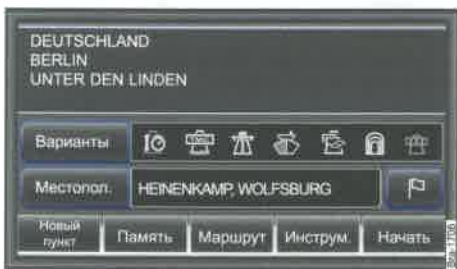 DEUTSCHLAND
BERLIN
UNTER DEN LINDEN
Варианты
Местопол.
HEINENKAMP, WOLFSBURG
Новый
пункт
Память
Маршрут
Инструм.
Начать